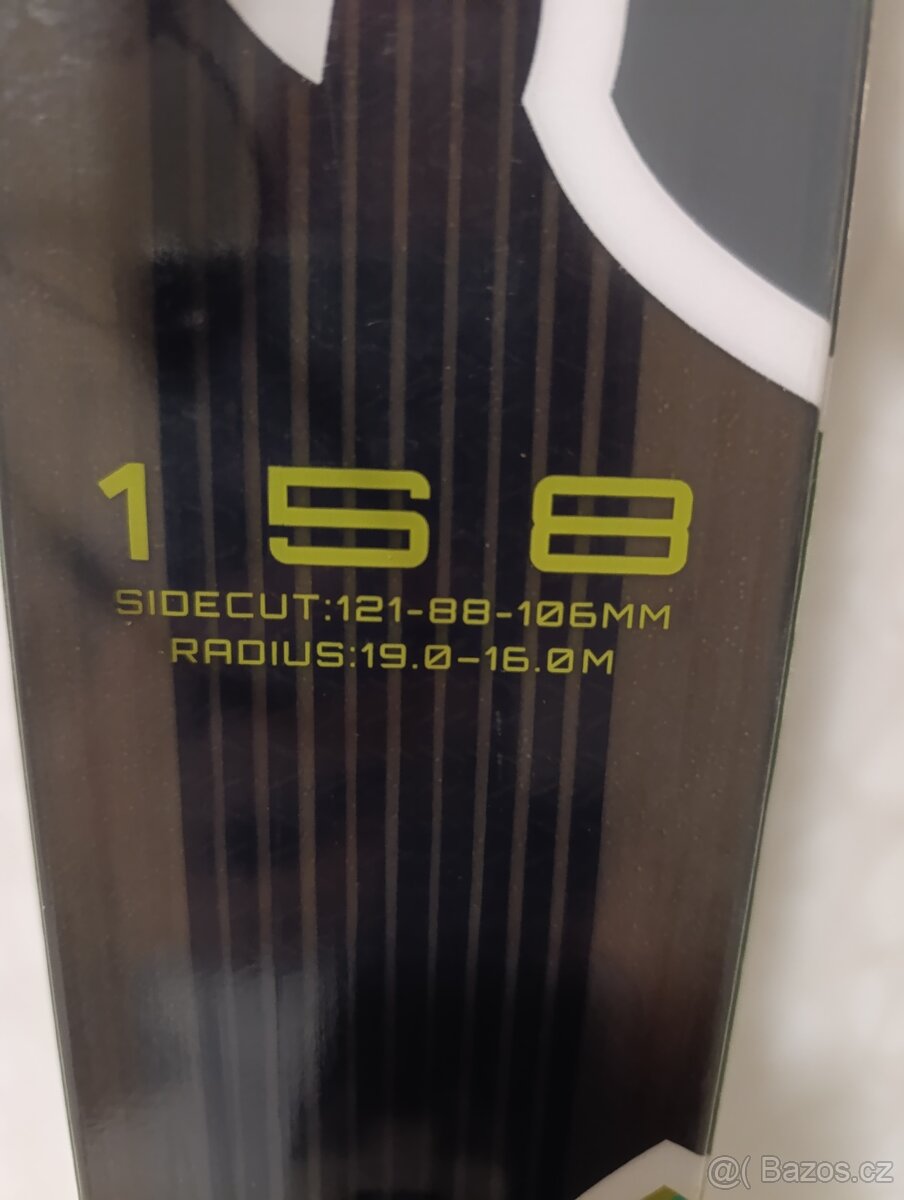 158
SIDECUT:121-88-106MM
RADIUS:19.0-16.0M
@( Bazos.cz